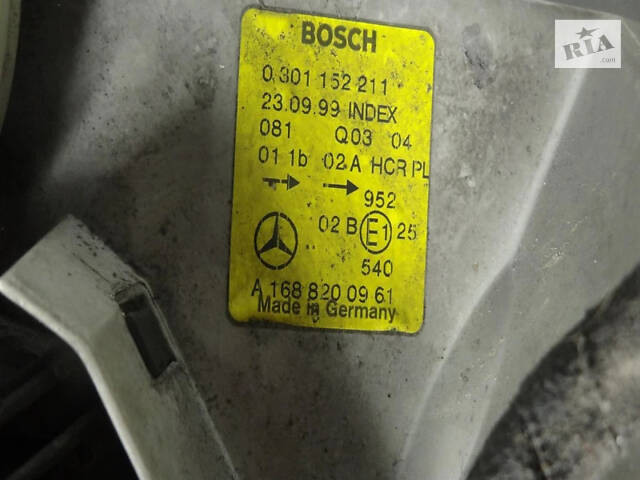 RIA
.com
BOSCH
0 301 152 211
23.09.99 INDEX
081 Q03 04
01 1b 02 A HCR PL
952
02 B E1 25
540
A 168 820 09 61
Made in Germany